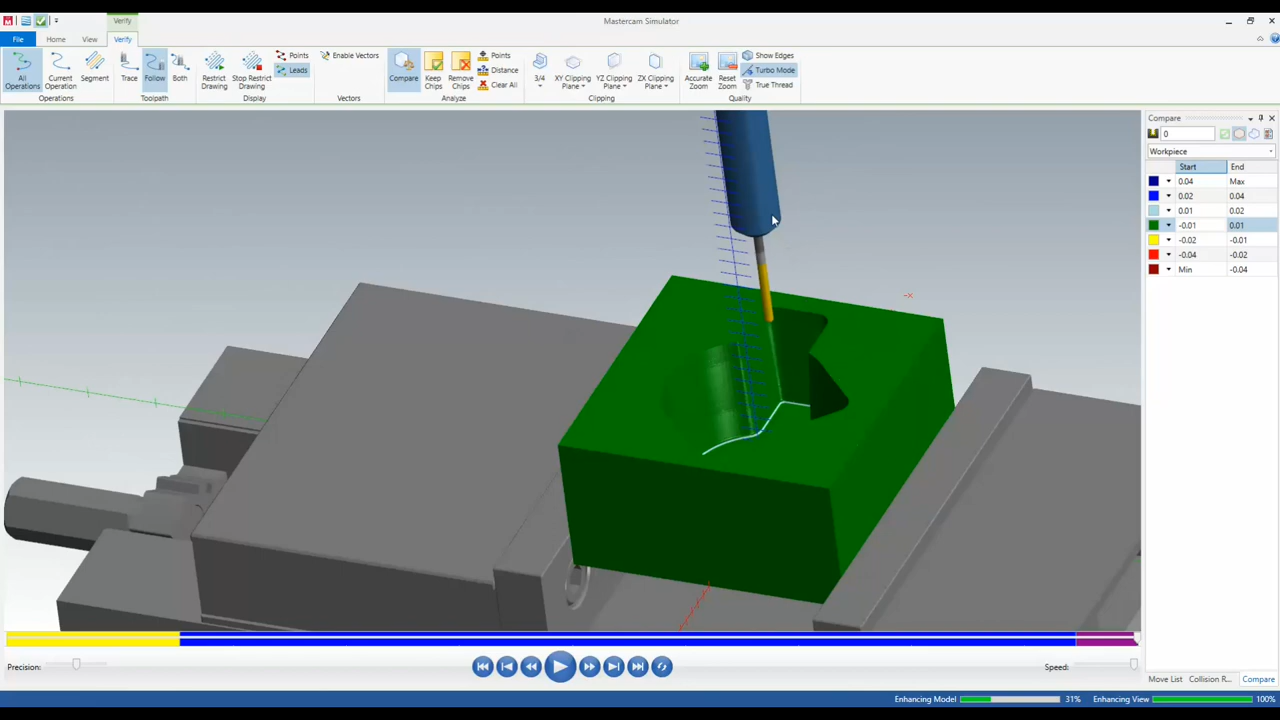 Verify
Mastercam Simulator
File
Home
View
Verify
All Operations
Current Operation
Segment
Operations
Trace
Follow
Both
Toolpath
Restrict Drawing
Stop Restrict Drawing
Points
Leads
Display
Enable Vectors
Vectors
Compare
Keep Chips
Remove Chips
Points
Distance
Clear All
Analyze
3/4
XY Clipping Plane
YZ Clipping Plane
ZX Clipping Plane
Clipping
Accurate Zoom
Reset Zoom
Show Edges
Turbo Mode
True Thread
Quality
Compare
0
Workpiece
Start End
0.04 Max
0.02 0.04
0.01 0.02
-0.01 0.01
-0.02 -0.01
-0.04 -0.02
Min -0.04
Precision:
Speed:
Move List
Collision R...
Compare
Enhancing Model 31% Enhancing View 100%